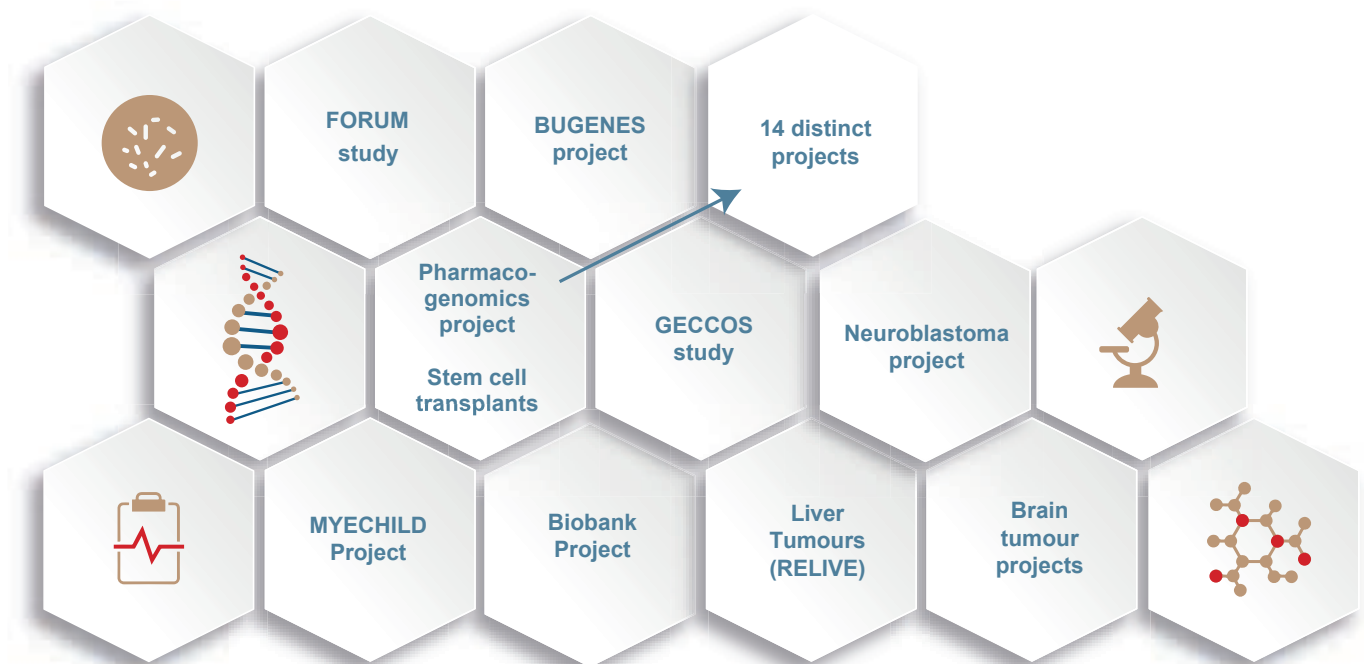 FORUM
study
BUGENES
project
14 distinct
projects
Pharmaco-
genomics
project
Stem cell
transplants
GECCOS
study
Neuroblastoma
project
MYECHILD
Project
Biobank
Project
Liver
Tumours
(RELIVE)
Brain
tumour
projects